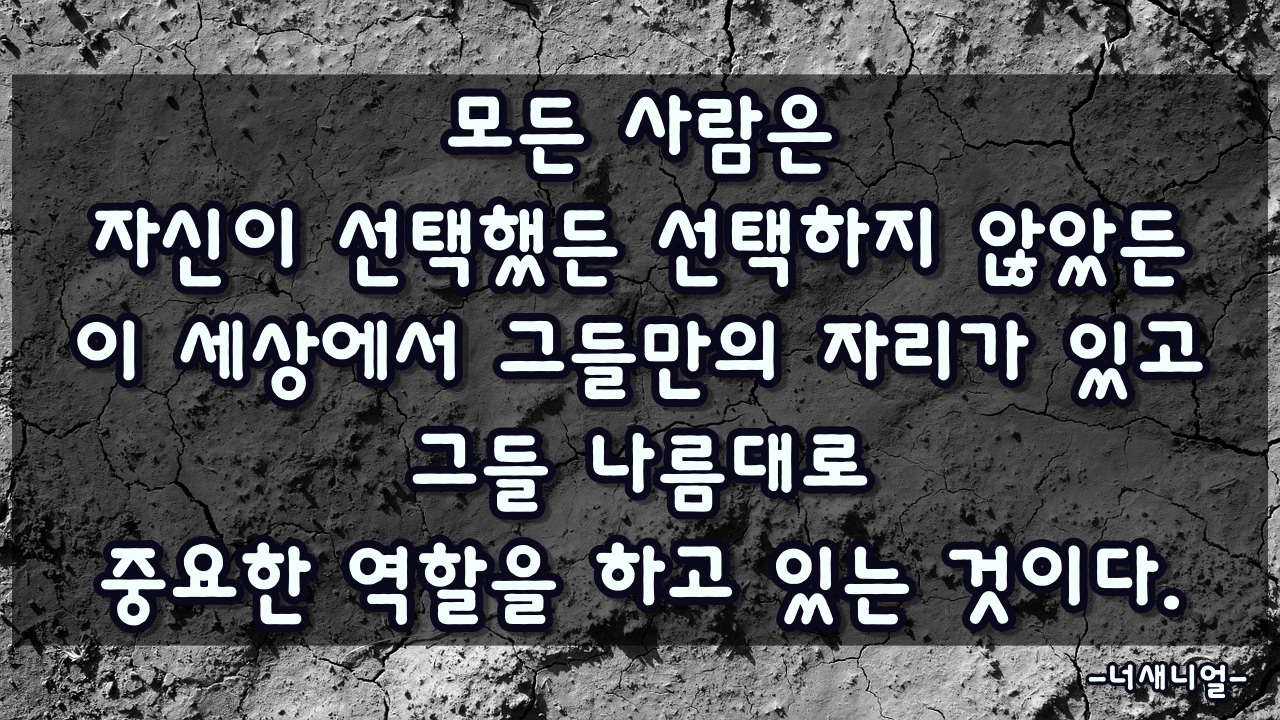 모든 사람은
자신이 선택했든 선택하지 않았든
이 세상에서 그들만의 자리가 있고
그들 나름대로
중요한 역할을 하고 있는 것이다.
-너새니얼-